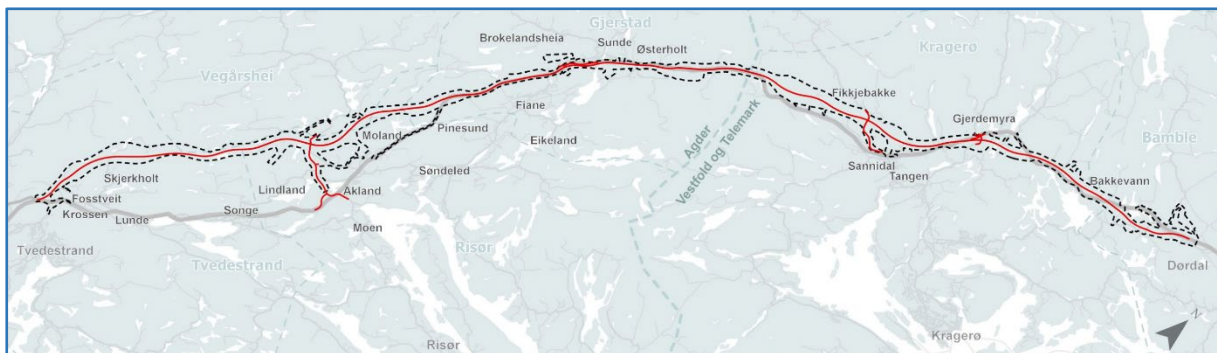 Gjerstad
Kragerø
Brokelandsheia
Sunde
Østerholt
Vegårshei
Fikkjebakke
Fiane
Gjerdemyra
Pinesund
Moland
Eikeland
Agder
Vestfold og Telemark
Bamble
Sannidal
Tangen
Skjerkholt
Søndeled
Bakkevann
Lindland
Akland
Fosstveit
Krossen
Lunde
Songe
Moen
Tvedestrand
Tvedestrand
Risør
Dørdal
Risør
Kragerø
N